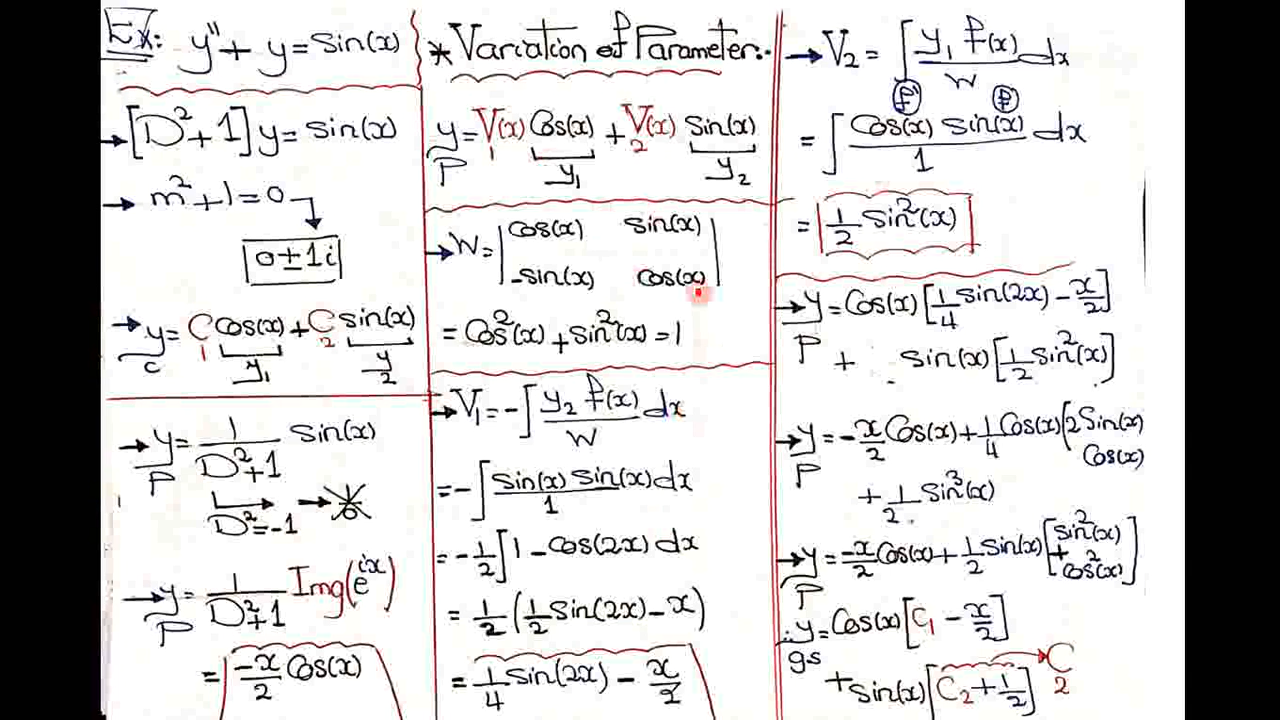 Ex: y'' + y = sin(x)
→ [D² + 1] y = sin(x)
→ m² + 1 = 0
0 ± 1i
→ y_c = C₁ cos(x) + C₂ sin(x)
y₁ y₂
→ y_P = 1/(D²+1) sin(x)
D² = -1 → 1/0
→ y_P = 1/(D²+1) Img(e^{ix})
= -x/2 cos(x)
* Variation of Parameter:.
y_P = V₁(x) cos(x) + V₂(x) sin(x)
y₁ y₂
→ W = | cos(x) sin(x) |
| -sin(x) cos(x) |
= cos²(x) + sin²(x) = 1
→ V₁ = -∫ y₂ f(x)/W dx
= -∫ sin(x) sin(x)/1 dx
= -1/2 ∫ 1 - cos(2x) dx
= 1/2 (1/2 sin(2x) - x)
= 1/4 sin(2x) - x/2
→ V₂ = ∫ y₁ f(x)/W dx
f' f
= ∫ cos(x) sin(x)/1 dx
= 1/2 sin²(x)
→ y_P = cos(x) [1/4 sin(2x) - x/2]
+ sin(x) [1/2 sin²(x)]
→ y_P = -x/2 cos(x) + 1/4 cos(x) [2 sin(x)
cos(x)
+ 1/2 sin³(x)
→ y_P = -x/2 cos(x) + 1/2 sin(x) [sin²(x)
+ cos²(x)]
∴ y_gs = cos(x) [C₁ - x/2]
+ sin(x) [C₂ + 1/2] → C₂